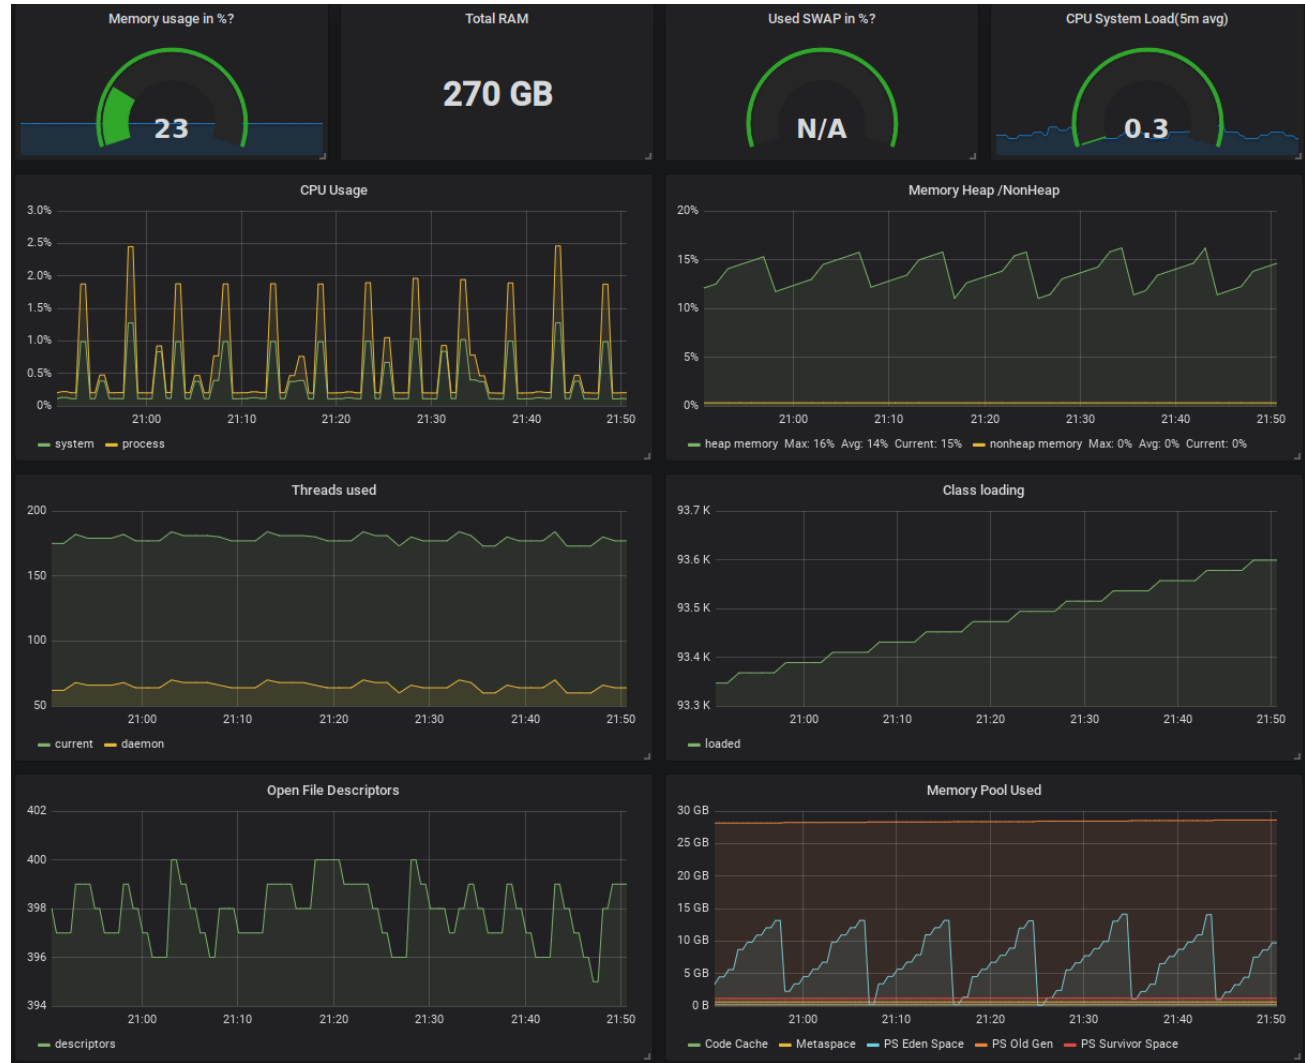 Memory usage in %?
23
Total RAM
270 GB
Used SWAP in %?
N/A
CPU System Load(5m avg)
0.3
CPU Usage
3.0%
2.5%
2.0%
1.5%
1.0%
0.5%
0%
21:00 21:10 21:20 21:30 21:40 21:50
system process
Memory Heap /NonHeap
20%
15%
10%
5%
0%
21:00 21:10 21:20 21:30 21:40 21:50
heap memory Max: 16% Avg: 14% Current: 15% nonheap memory Max: 0% Avg: 0% Current: 0%
Threads used
200
150
100
50
21:00 21:10 21:20 21:30 21:40 21:50
current daemon
Class loading
93.7 K
93.6 K
93.5 K
93.4 K
93.3 K
21:00 21:10 21:20 21:30 21:40 21:50
loaded
Open File Descriptors
402
400
398
396
394
21:00 21:10 21:20 21:30 21:40 21:50
descriptors
Memory Pool Used
30 GB
25 GB
20 GB
15 GB
10 GB
5 GB
0 B
21:00 21:10 21:20 21:30 21:40 21:50
Code Cache Metaspace PS Eden Space PS Old Gen PS Survivor Space